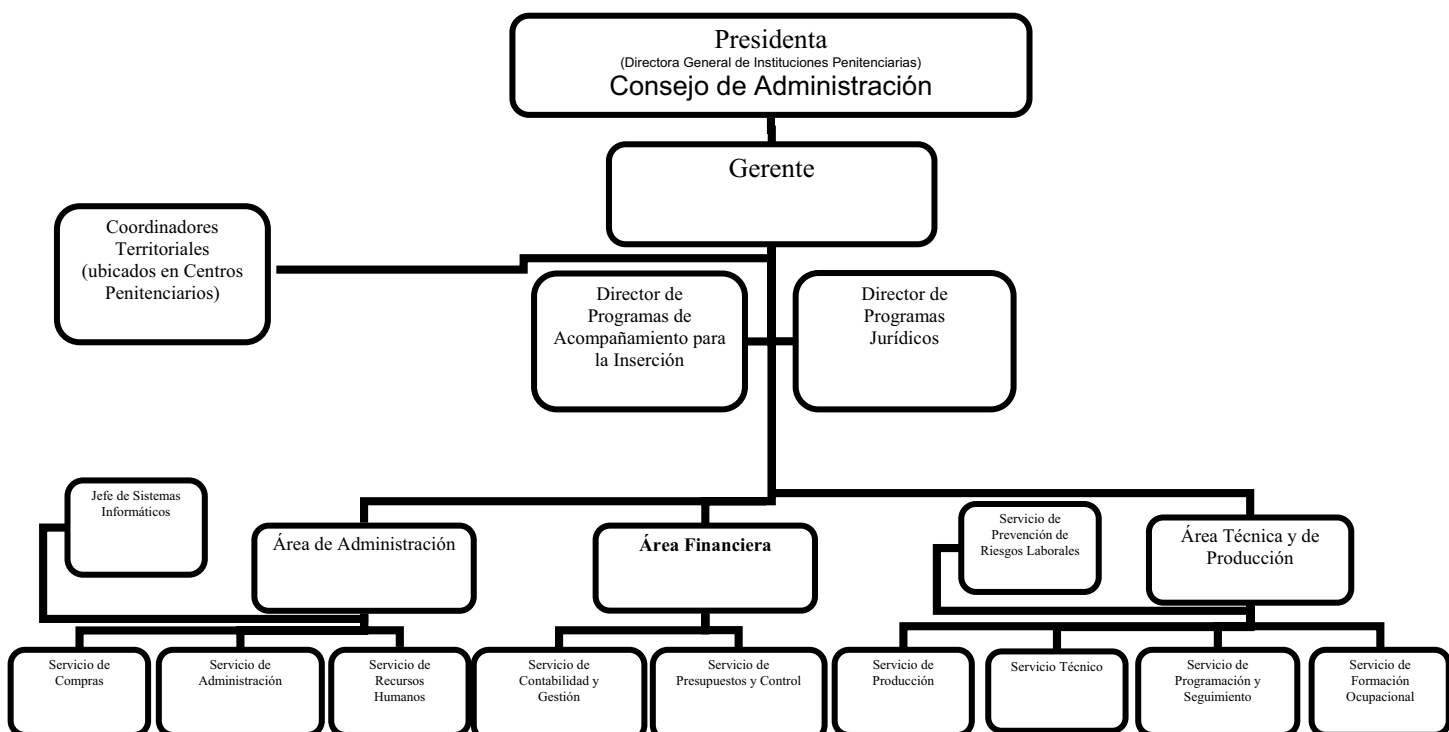 Presidenta
(Directora General de Instituciones Penitenciarias)
Consejo de Administración
Gerente
Coordinadores
Territoriales
(ubicados en Centros
Penitenciarios)
Director de
Programas de
Acompañamiento para
la Inserción
Director de
Programas
Jurídicos
Jefe de Sistemas
Informáticos
Área de Administración
Área Financiera
Servicio de
Prevención de
Riesgos Laborales
Área Técnica y de
Producción
Servicio de
Compras
Servicio de
Administración
Servicio de
Recursos
Humanos
Servicio de
Contabilidad y
Gestión
Servicio de
Presupuestos y Control
Servicio de
Producción
Servicio Técnico
Servicio de
Programación y
Seguimiento
Servicio de
Formación
Ocupacional